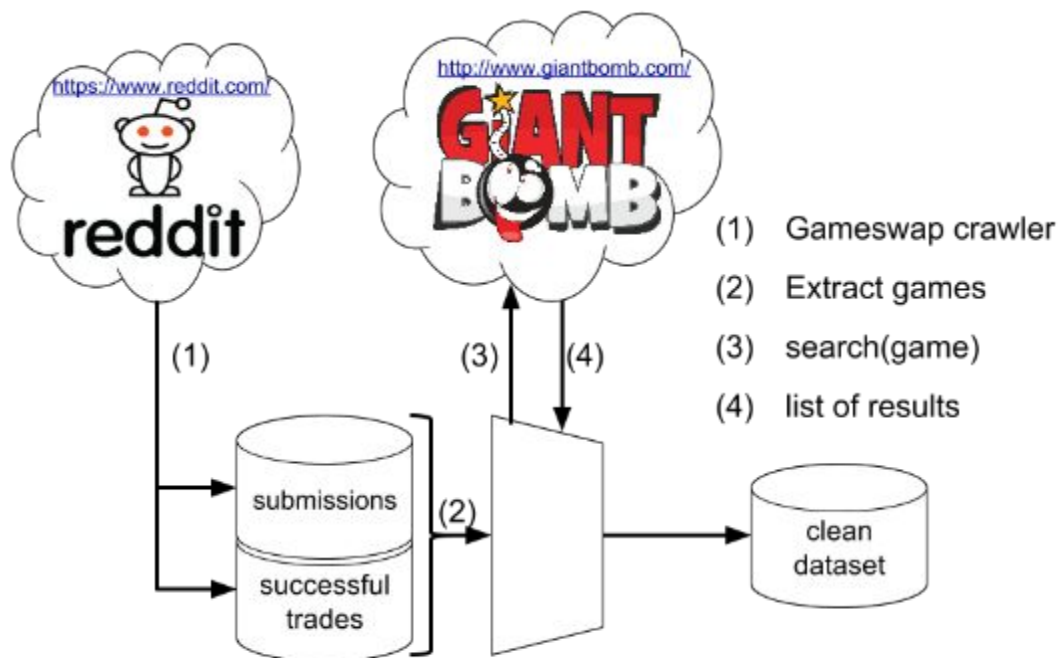 https://www.reddit.com/
reddit
http://www.giantbomb.com/
GIANT
BOMB
(1) Gameswap crawler
(2) Extract games
(3) search(game)
(4) list of results
(1)
(3)
(4)
submissions
(2)
successful
trades
clean
dataset